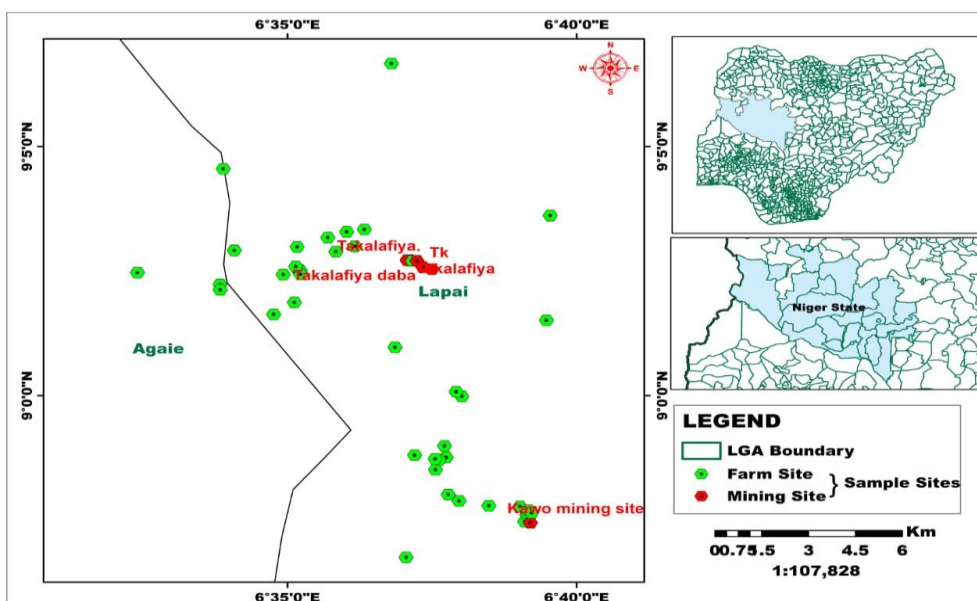 6°35'0"E
6°40'0"E
N
W E
S
9°5'0"N
9°5'0"N
Takalafiya.
Tk
Takalafiya daba
kalafiya
Lapai
Agaie
9°0'0"N
9°0'0"N
Kawo mining site
6°35'0"E
6°40'0"E
Niger State
LEGEND
LGA Boundary
Farm Site
Mining Site
} Sample Sites
Km
00.751.5 3 4.5 6
1:107,828